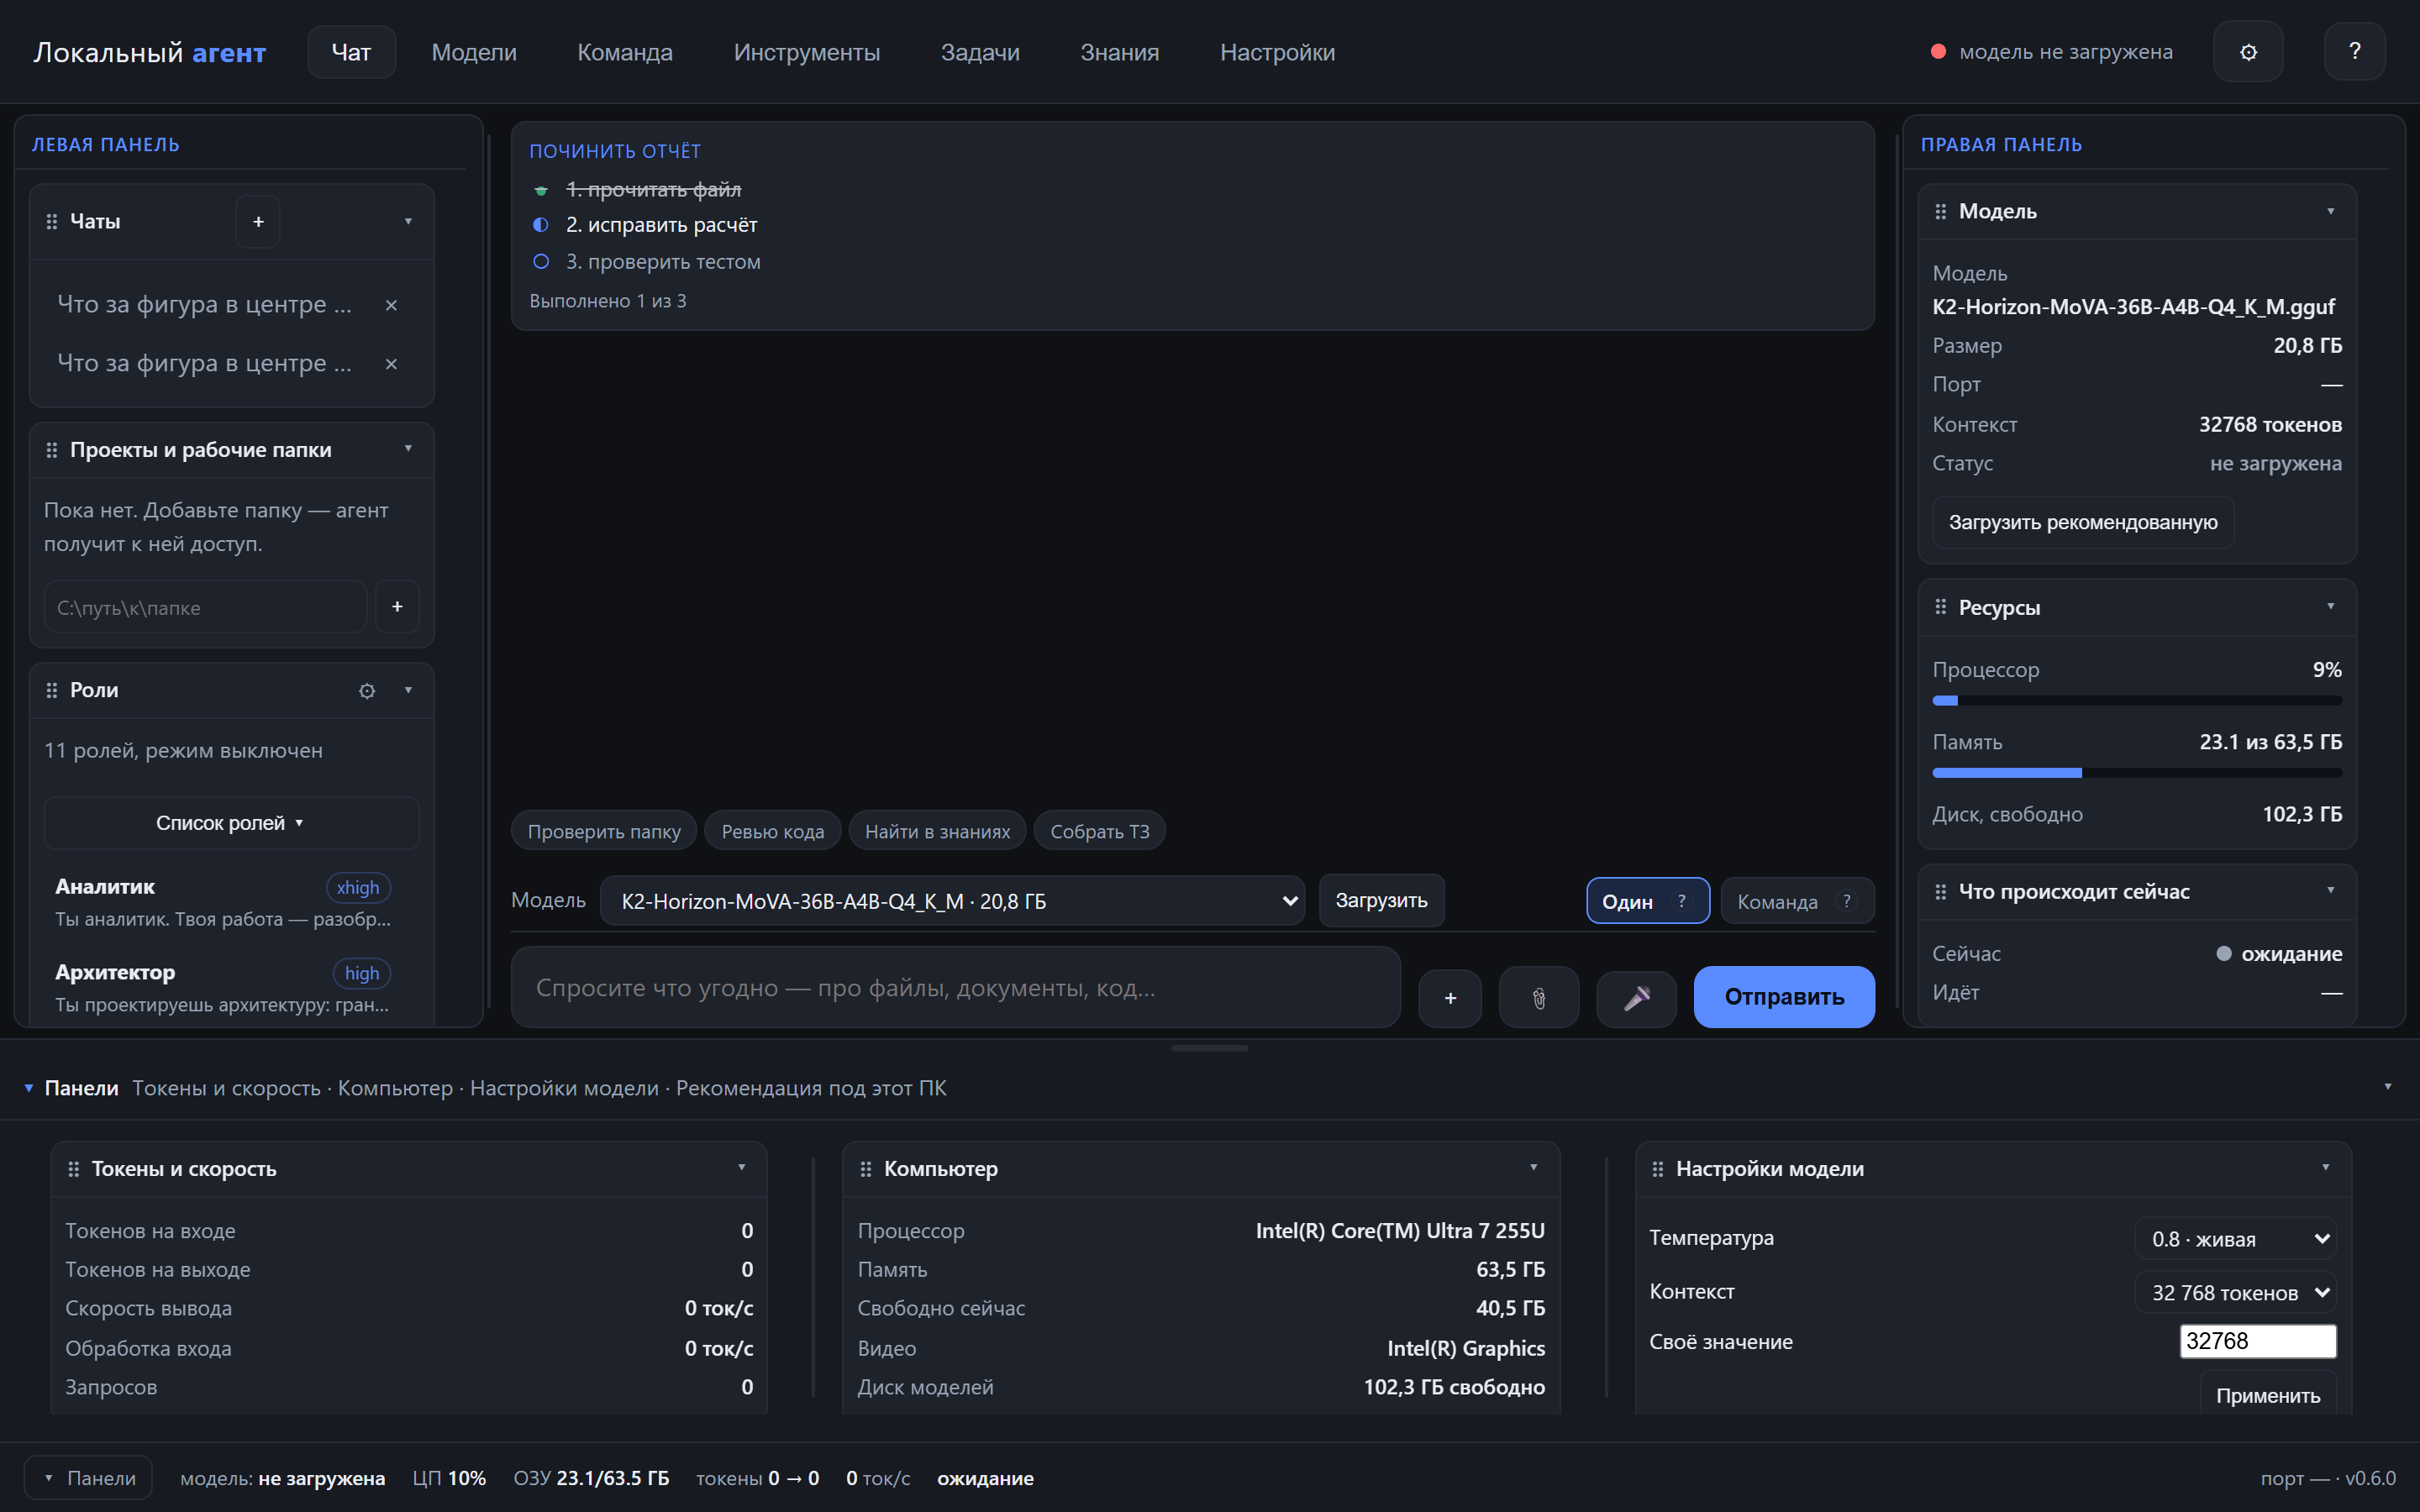 Локальный агент Чат Модели Команда Инструменты Задачи Знания Настройки модель не загружена ?
ЛЕВАЯ ПАНЕЛЬ
Чаты +
Что за фигура в центре ... ×
Что за фигура в центре ... ×
Проекты и рабочие папки
Пока нет. Добавьте папку — агент
получит к ней доступ.
C:\путь\к\папке +
Роли
11 ролей, режим выключен
Список ролей
Аналитик xhigh
Ты аналитик. Твоя работа — разобр...
Архитектор high
Ты проектируешь архитектуру: гран...
ПОЧИНИТЬ ОТЧЁТ
1. прочитать файл
2. исправить расчёт
3. проверить тестом
Выполнено 1 из 3
Проверить папку Ревью кода Найти в знаниях Собрать ТЗ
Модель K2-Horizon-MoVA-36B-A4B-Q4_K_M · 20,8 ГБ Загрузить Один ? Команда ?
Спросите что угодно — про файлы, документы, код... + Отправить
ПРАВАЯ ПАНЕЛЬ
Модель
Модель
K2-Horizon-MoVA-36B-A4B-Q4_K_M.gguf
Размер 20,8 ГБ
Порт —
Контекст 32768 токенов
Статус не загружена
Загрузить рекомендованную
Ресурсы
Процессор 9%
Память 23.1 из 63,5 ГБ
Диск, свободно 102,3 ГБ
Что происходит сейчас
Сейчас ожидание
Идёт —
Панели Токены и скорость · Компьютер · Настройки модели · Рекомендация под этот ПК
Токены и скорость
Токенов на входе 0
Токенов на выходе 0
Скорость вывода 0 ток/с
Обработка входа 0 ток/с
Запросов 0
Компьютер
Процессор Intel(R) Core(TM) Ultra 7 255U
Память 63,5 ГБ
Свободно сейчас 40,5 ГБ
Видео Intel(R) Graphics
Диск моделей 102,3 ГБ свободно
Настройки модели
Температура 0.8 · живая
Контекст 32 768 токенов
Своё значение 32768
Применить
Панели модель: не загружена ЦП 10% ОЗУ 23.1/63.5 ГБ токены 0 → 0 0 ток/с ожидание порт — · v0.6.0